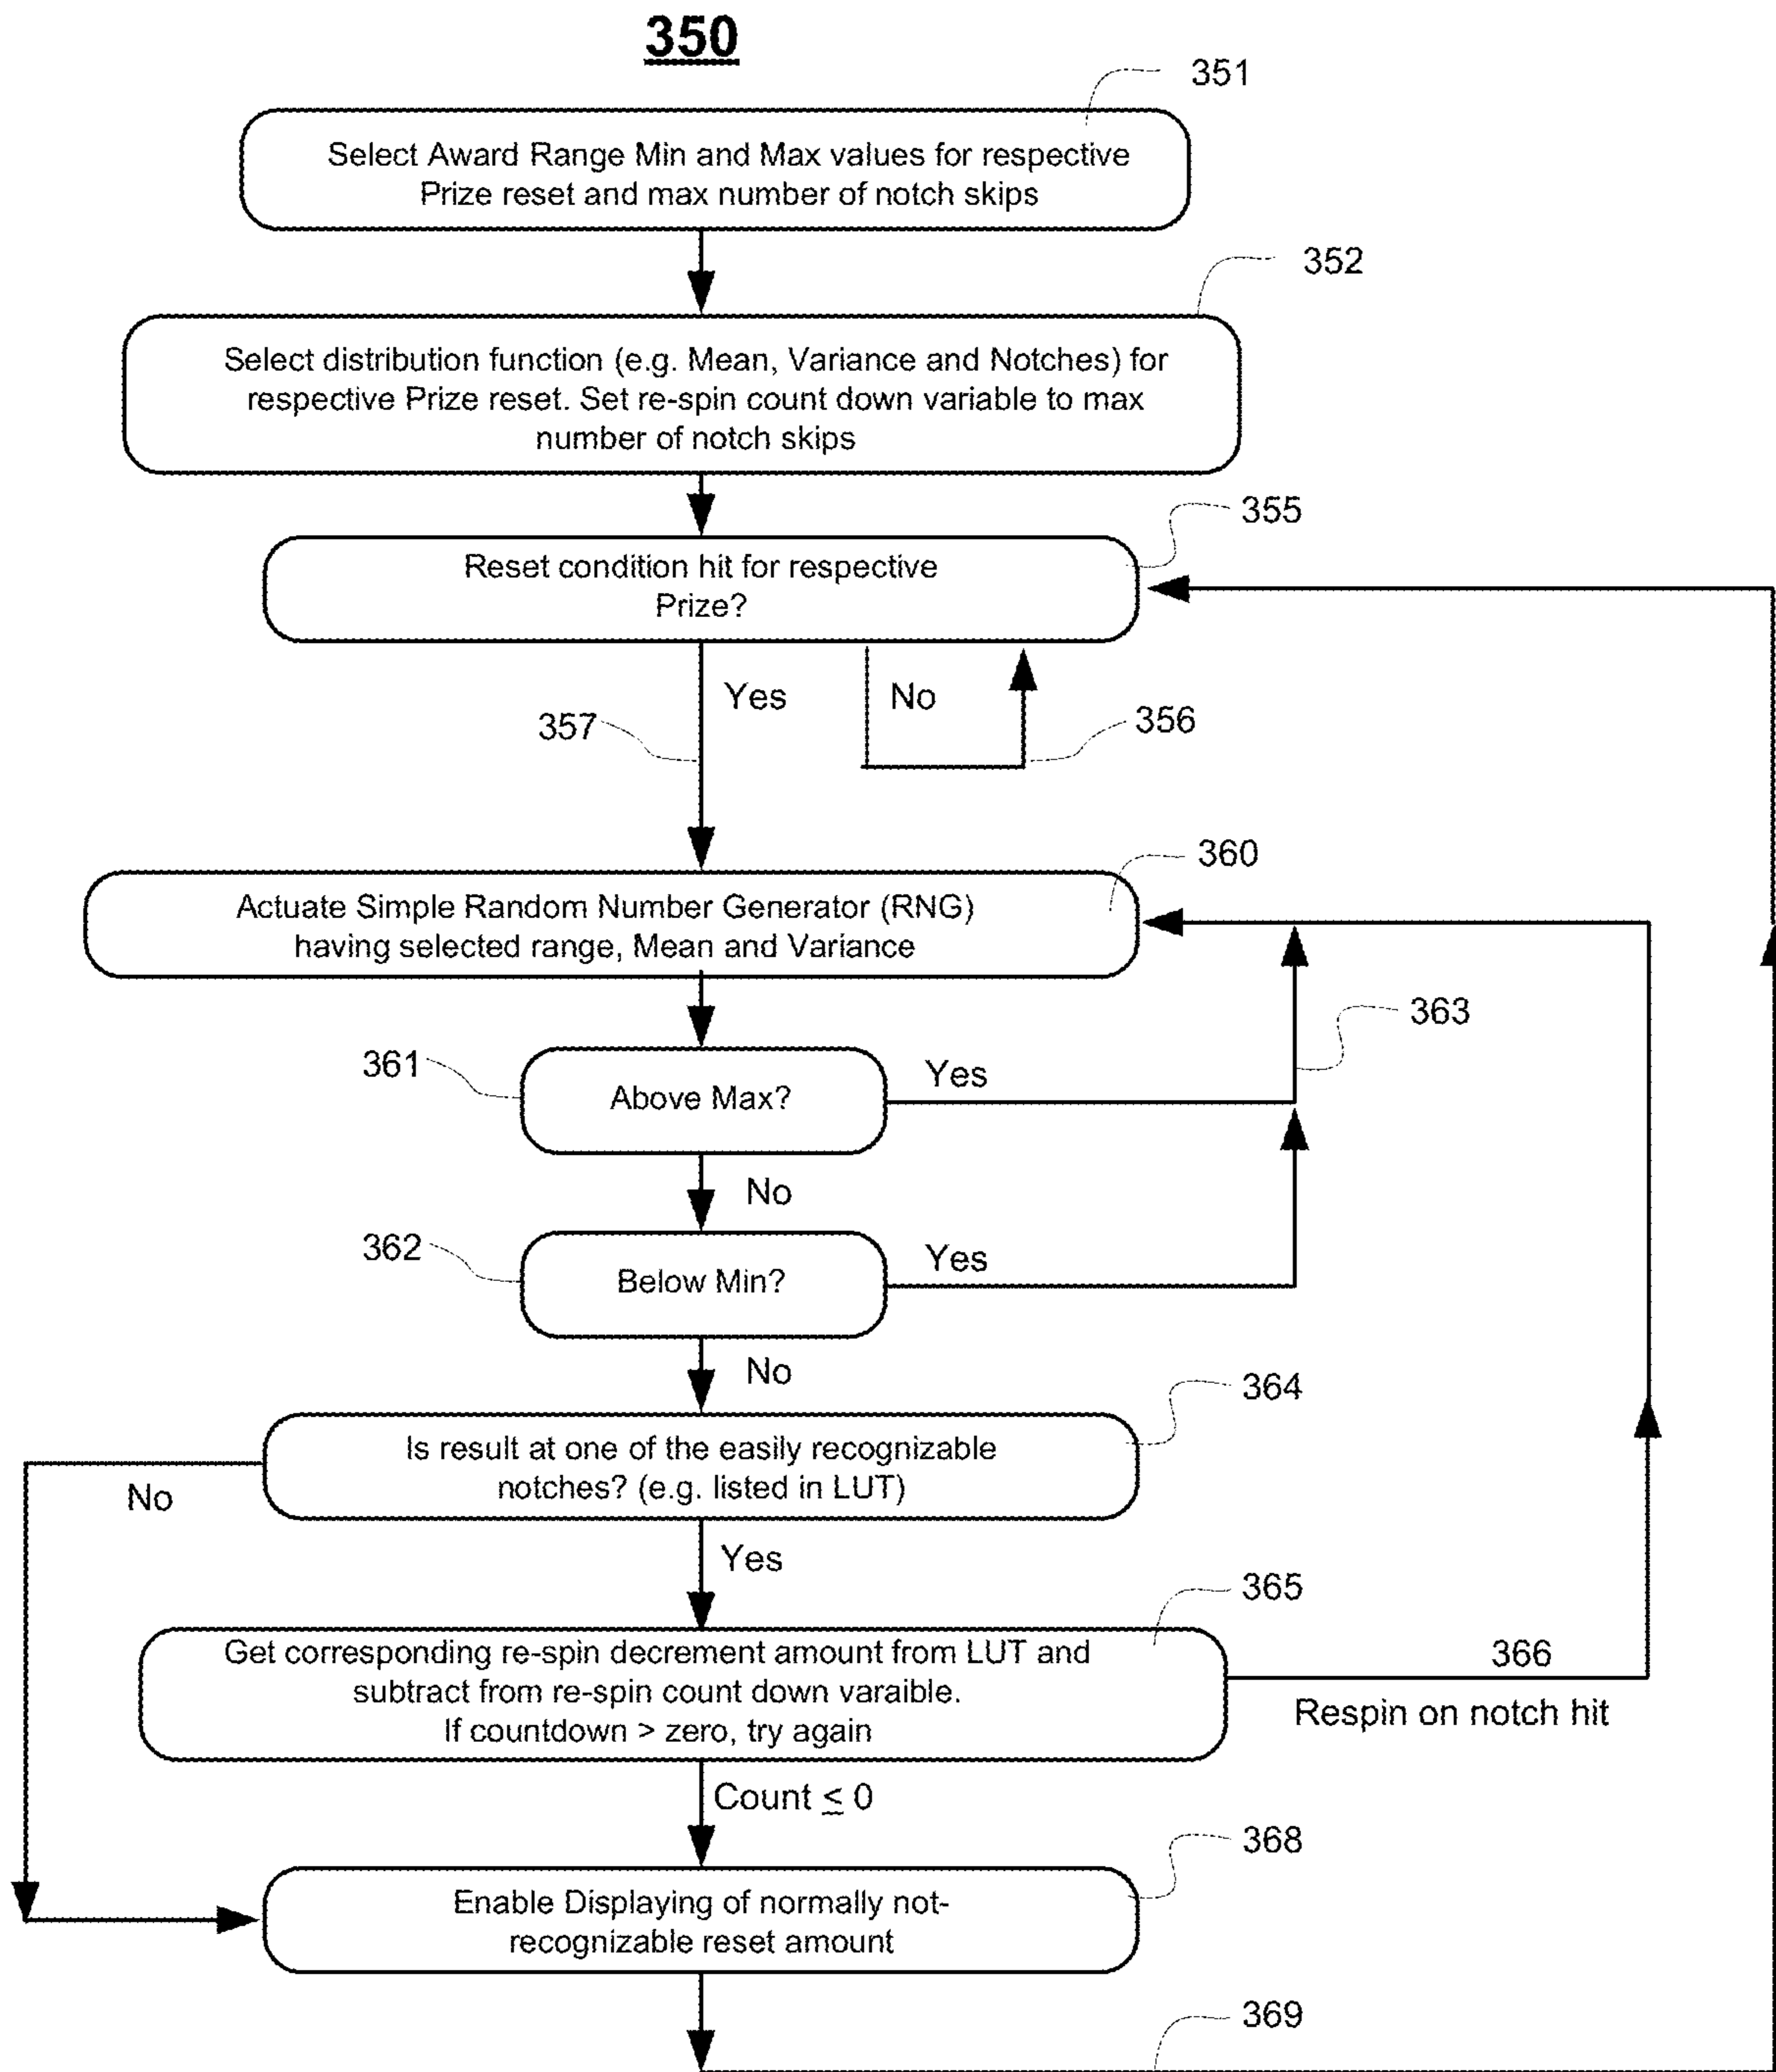 350
351
Select Award Range Min and Max values for respective
Prize reset and max number of notch skips
352
Select distribution function (e.g. Mean, Variance and Notches) for
respective Prize reset. Set re-spin count down variable to max
number of notch skips
355
Reset condition hit for respective
Prize?
Yes
No
357
356
360
Actuate Simple Random Number Generator (RNG)
having selected range, Mean and Variance
363
361
Above Max?
Yes
No
362
Below Min?
Yes
No
364
Is result at one of the easily recognizable
notches? (e.g. listed in LUT)
No
Yes
365
Get corresponding re-spin decrement amount from LUT and
subtract from re-spin count down varaible.
If countdown > zero, try again
366
Respin on notch hit
Count ≤ 0
368
Enable Displaying of normally not-
recognizable reset amount
369